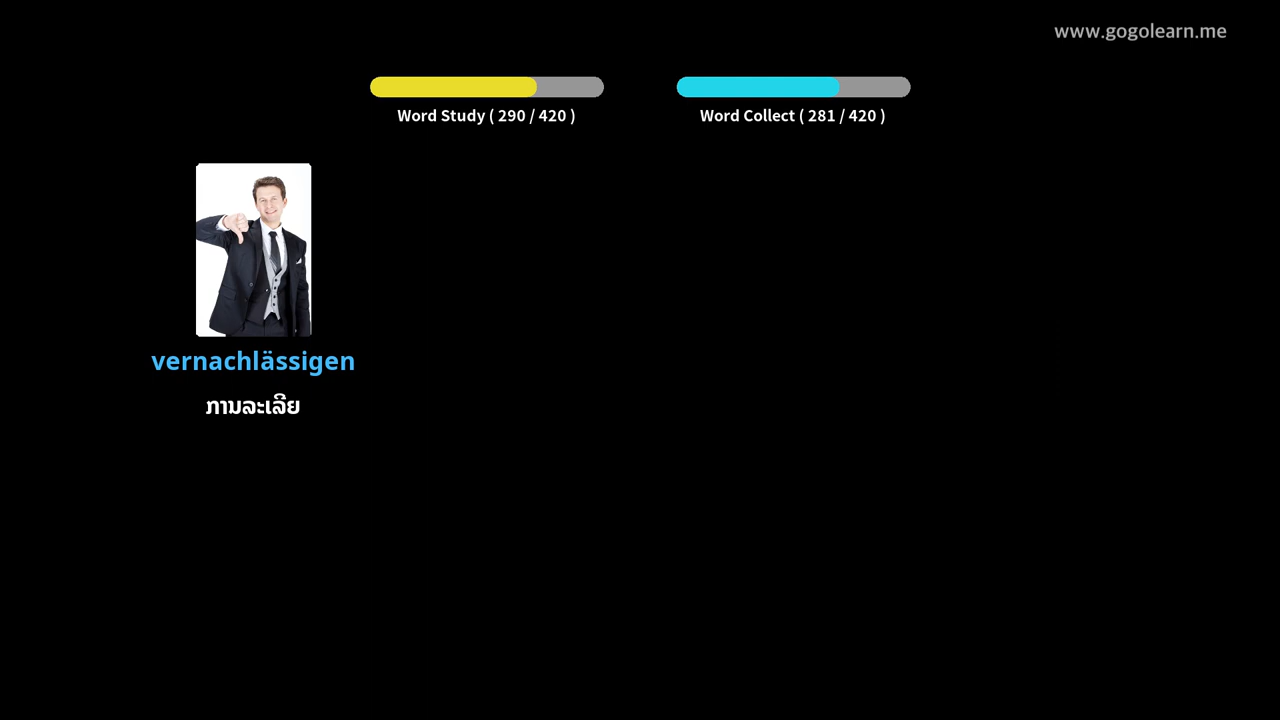 www.gogolearn.me
Word Study ( 290 / 420 )
Word Collect ( 281 / 420 )
vernachlässigen
ການລະເລີຍ